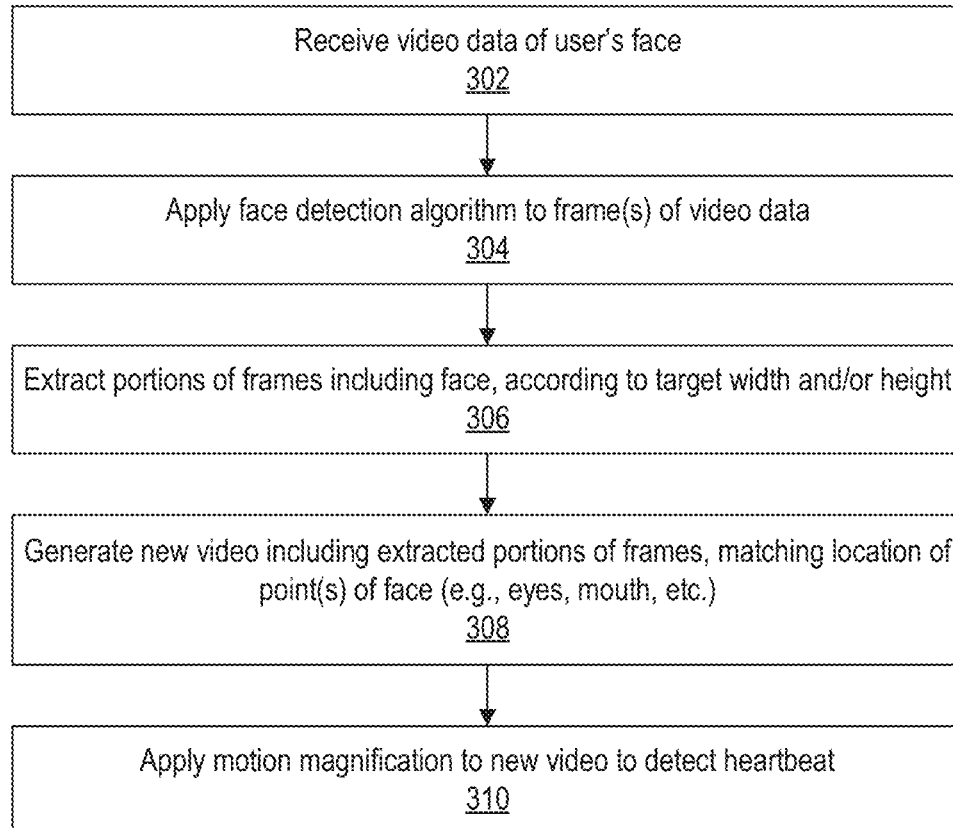 Receive video data of user's face
302
Apply face detection algorithm to frame(s) of video data
304
Extract portions of frames including face, according to target width and/or height
306
Generate new video including extracted portions of frames, matching location of
point(s) of face (e.g., eyes, mouth, etc.)
308
Apply motion magnification to new video to detect heartbeat
310